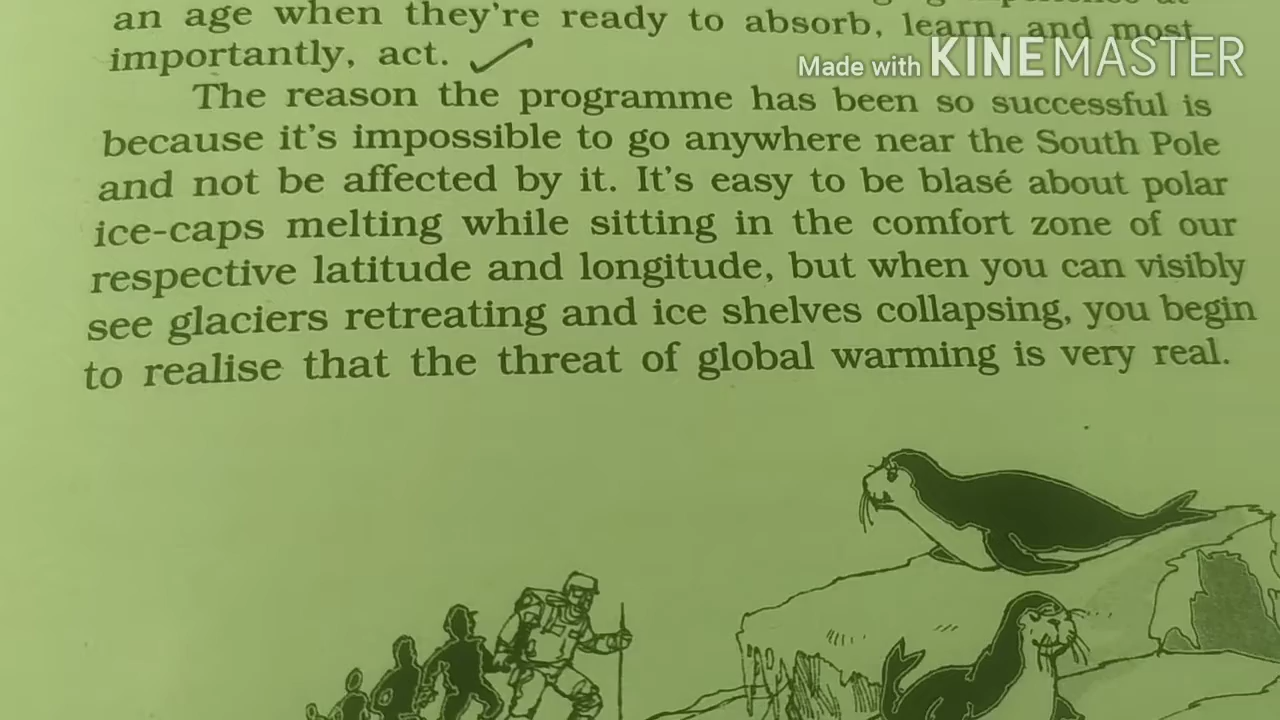 an age when they're ready to absorb, learn, and most
importantly, act.
Made with KINEMASTER
The reason the programme has been so successful is
because it's impossible to go anywhere near the South Pole
and not be affected by it. It's easy to be blasé about polar
ice-caps melting while sitting in the comfort zone of our
respective latitude and longitude, but when you can visibly
see glaciers retreating and ice shelves collapsing, you begin
to realise that the threat of global warming is very real.